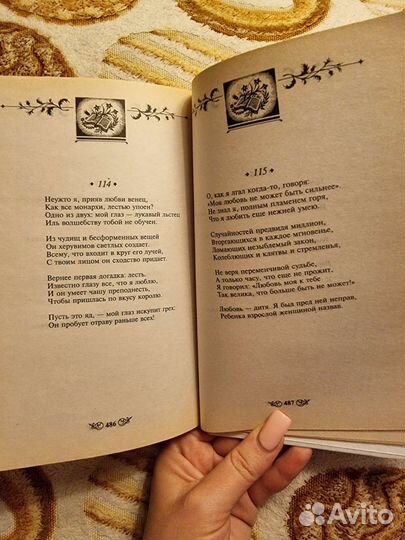 114
Неужто я, прияв любви венец,
Как все монархи, лестью упоен?
Одно из двух: мой глаз — лукавый льстец,
Иль волшебству тобой он обучен.
Из чудищ и бесформенных вещей
Он херувимов светлых создает.
Всему, что входит в круг его лучей,
С твоим лицом он сходство придает.
Вернее первая догадка: лесть.
Известно глазу все, что я люблю,
И он умеет чашу преподнесть,
Чтобы пришлась по вкусу королю.
Пусть это яд, — мой глаз искупит грех:
Он пробует отраву раньше всех!
486
115
О, как я лгал когда-то, говоря:
«Моя любовь не может быть сильнее».
Не знал я, полным пламенем горя,
Что я любить еще нежней умею.
Случайностей предвидя миллион,
Вторгающихся в каждое мгновенье,
Ломающих незыблемый закон,
Колеблющих и клятвы и стремленья,
Не веря переменчивой судьбе,
А только часу, что еще не прожит,
Я говорил: «Любовь моя к тебе
Так велика, что больше быть не может!»
Любовь — дитя. Я был пред ней неправ,
Ребенка взрослой женщиной назвав.
487
Avito